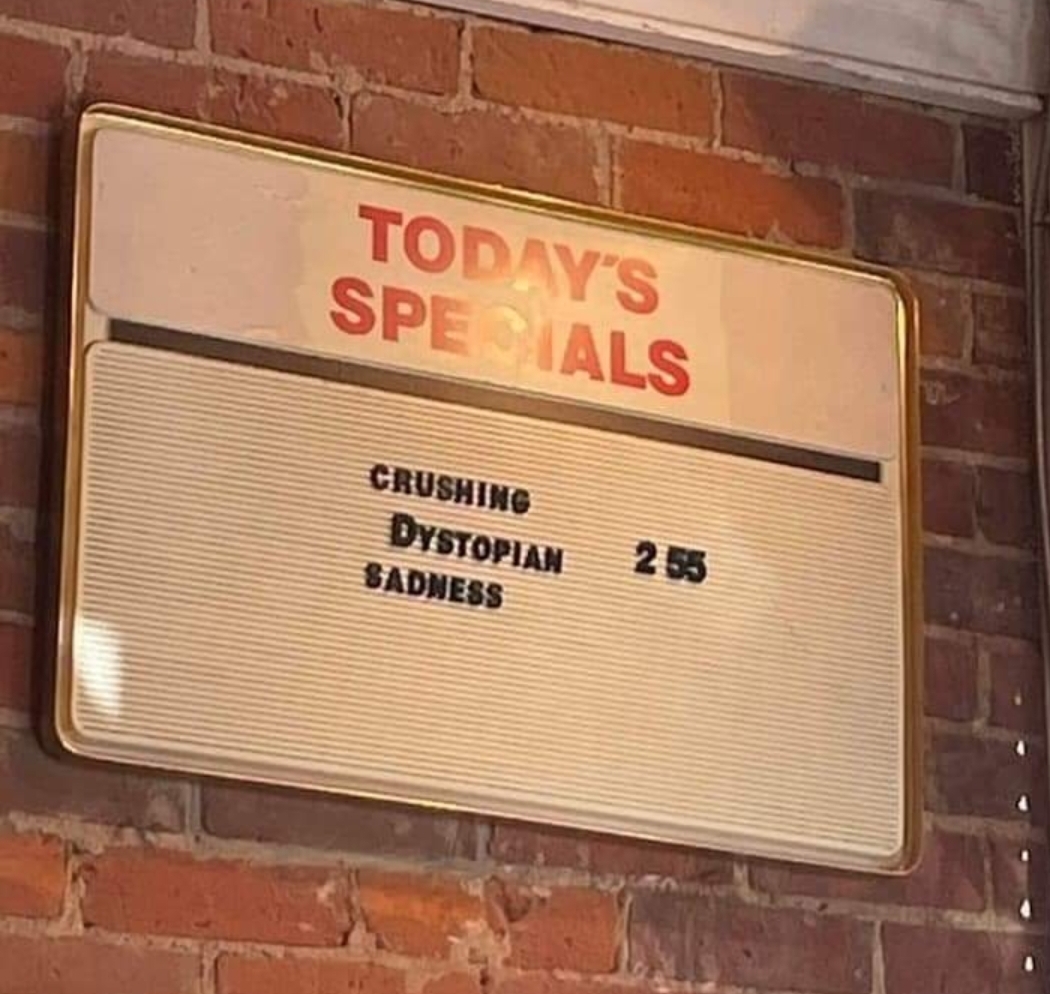 TODAY'S
SPECIALS
CRUSHING
DYSTOPIAN 2 55
SADNESS